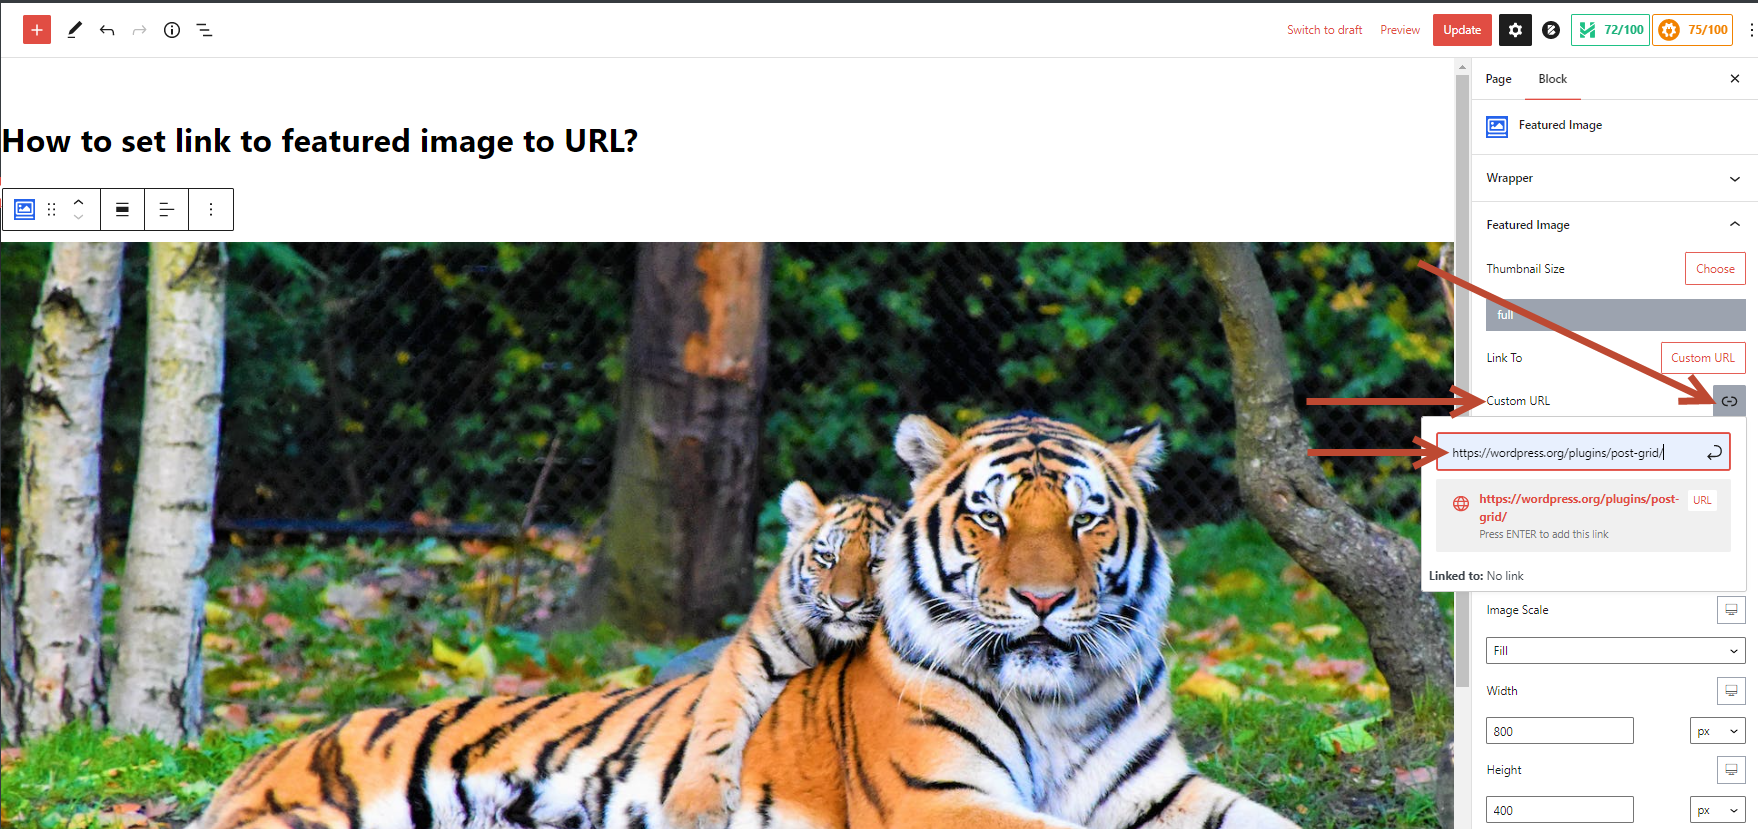 Switch to draft
Preview
Update
72/100
75/100
Page
Block
How to set link to featured image to URL?
Featured Image
Wrapper
Featured Image
Thumbnail Size
Choose
full
Link To
Custom URL
Custom URL
https://wordpress.org/plugins/post-grid/
https://wordpress.org/plugins/post-
grid/
URL
Press ENTER to add this link
Linked to: No link
Image Scale
Fill
Width
800
px
Height
400
px